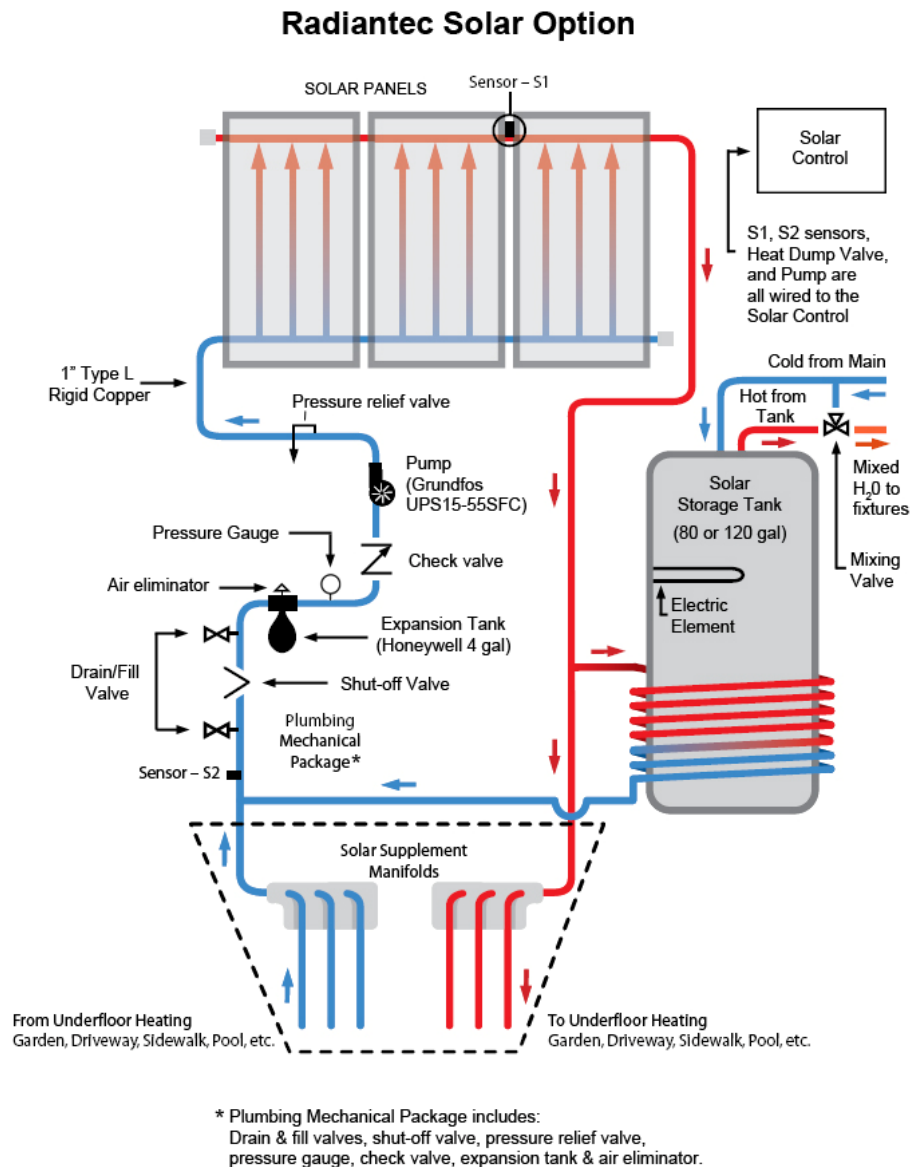 Radiantec Solar Option
SOLAR PANELS
Sensor – S1
Solar
Control
S1, S2 sensors,
Heat Dump Valve,
and Pump are
all wired to the
Solar Control
1” Type L
Rigid Copper
Pressure relief valve
Cold from Main
Hot from
Tank
Pump
(Grundfos
UPS15-55SFC)
Solar
Storage Tank
(80 or 120 gal)
Mixed
H20 to
fixtures
Pressure Gauge
Check valve
Mixing
Valve
Air eliminator
Electric
Element
Expansion Tank
(Honeywell 4 gal)
Drain/Fill
Valve
Shut-off Valve
Plumbing
Mechanical
Package*
Sensor – S2
Solar Supplement
Manifolds
From Underfloor Heating
Garden, Driveway, Sidewalk, Pool, etc.
To Underfloor Heating
Garden, Driveway, Sidewalk, Pool, etc.
* Plumbing Mechanical Package includes:
Drain & fill valves, shut-off valve, pressure relief valve,
pressure gauge, check valve, expansion tank & air eliminator.